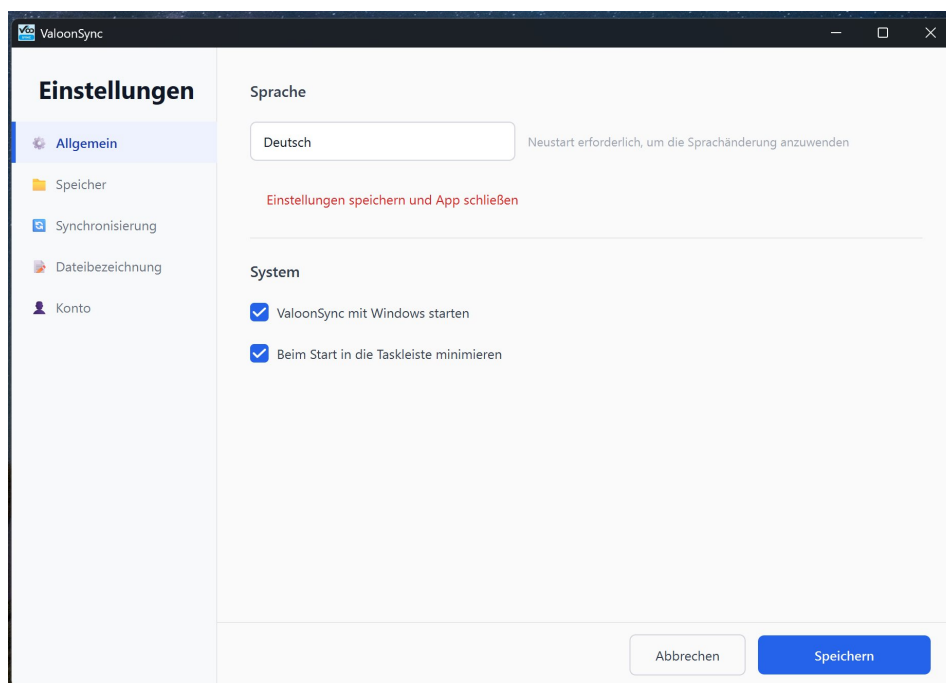 ValoonSync
Einstellungen
Allgemein
Speicher
Synchronisierung
Dateibezeichnung
Konto
Sprache
Deutsch
Neustart erforderlich, um die Sprachänderung anzuwenden
Einstellungen speichern und App schließen
System
ValoonSync mit Windows starten
Beim Start in die Taskleiste minimieren
Abbrechen
Speichern